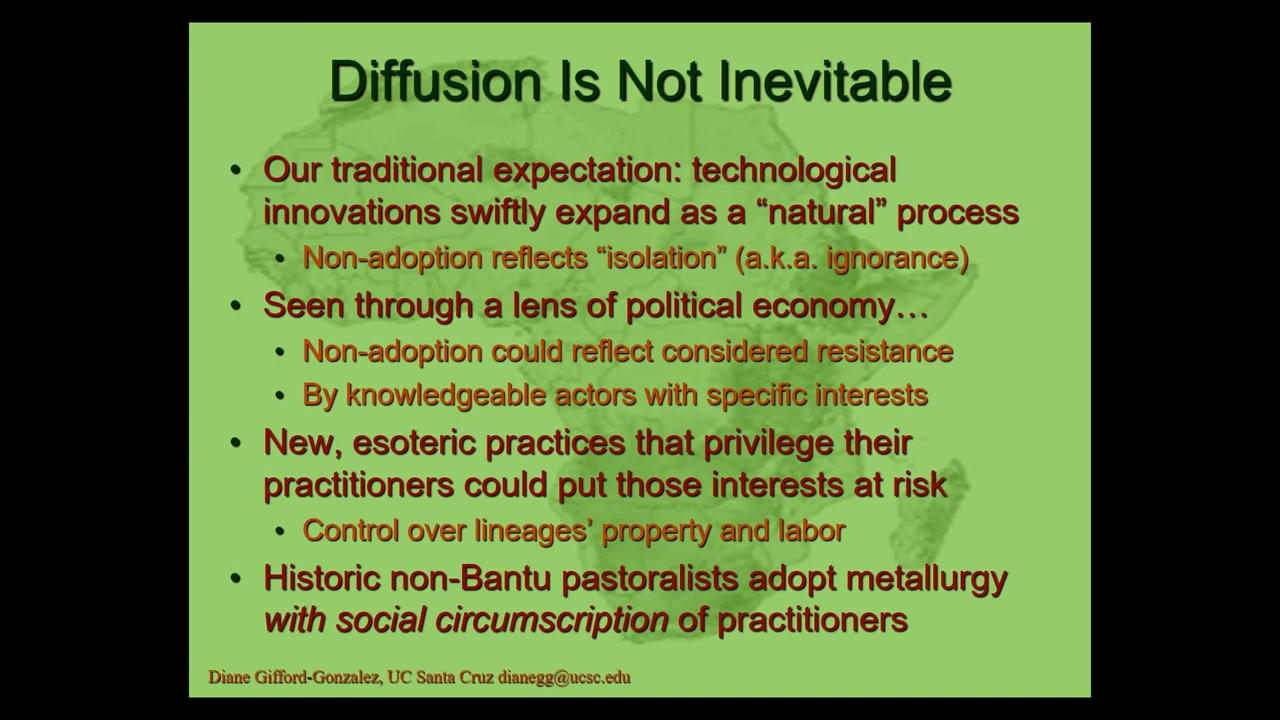 Diffusion Is Not Inevitable
• Our traditional expectation: technological
innovations swiftly expand as a “natural” process
• Non-adoption reflects “isolation” (a.k.a. ignorance)
• Seen through a lens of political economy…
• Non-adoption could reflect considered resistance
• By knowledgeable actors with specific interests
• New, esoteric practices that privilege their
practitioners could put those interests at risk
• Control over lineages’ property and labor
• Historic non-Bantu pastoralists adopt metallurgy
with social circumscription of practitioners
Diane Gifford-Gonzalez, UC Santa Cruz dianegg@ucsc.edu